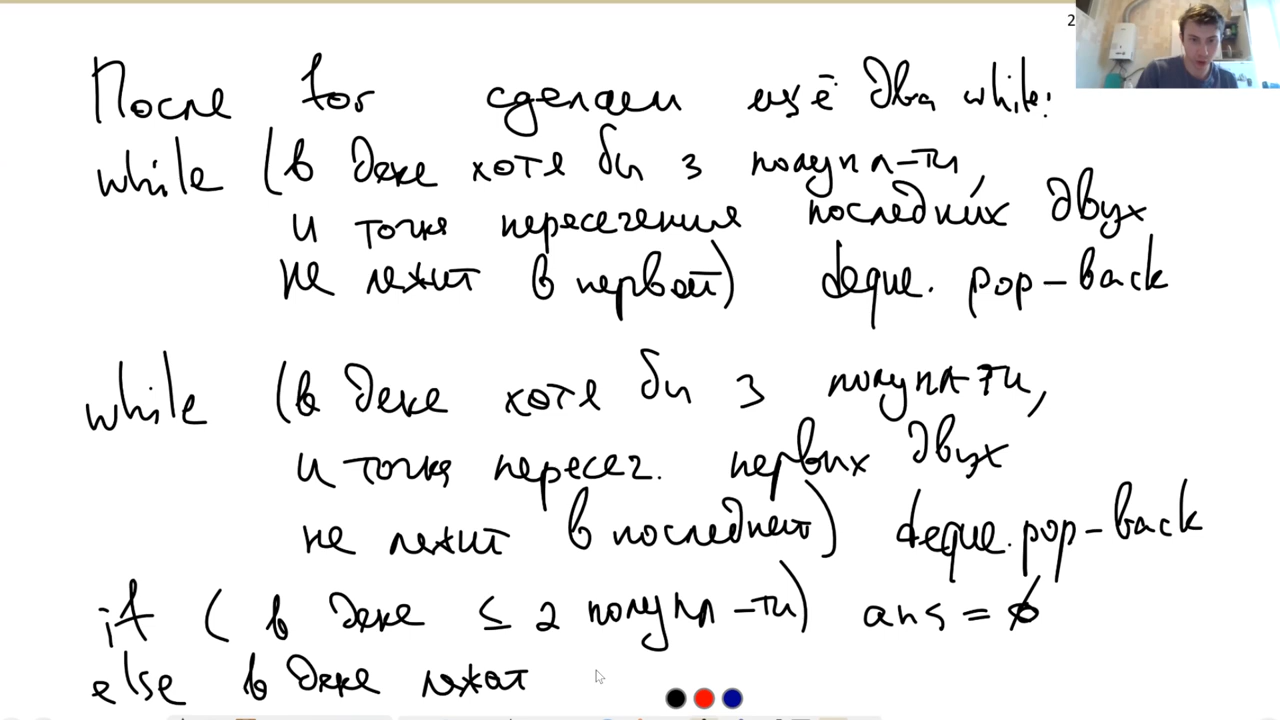 2
После for сделаем ещё два while:
while (в деке хотя бы 3 полупл-ти,
и точка пересечения последних двух
не лежит в первой) deque. pop-back
while (в деке хотя бы 3 полупл-ти,
и точка пересеч. первых двух
не лежит в последней) deque.pop-back
if ( в деке ≤ 2 полупл-ти) ans = ∅
else в деке лежат